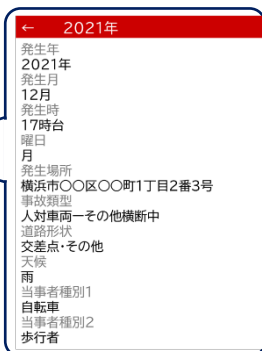 ← 2021年
発生年
2021年
発生月
12月
発生時
17時台
曜日
月
発生場所
横浜市〇〇区〇〇町1丁目2番3号
事故類型
人対車両ーその他横断中
道路形状
交差点・その他
天候
雨
当事者種別1
自転車
当事者種別2
歩行者